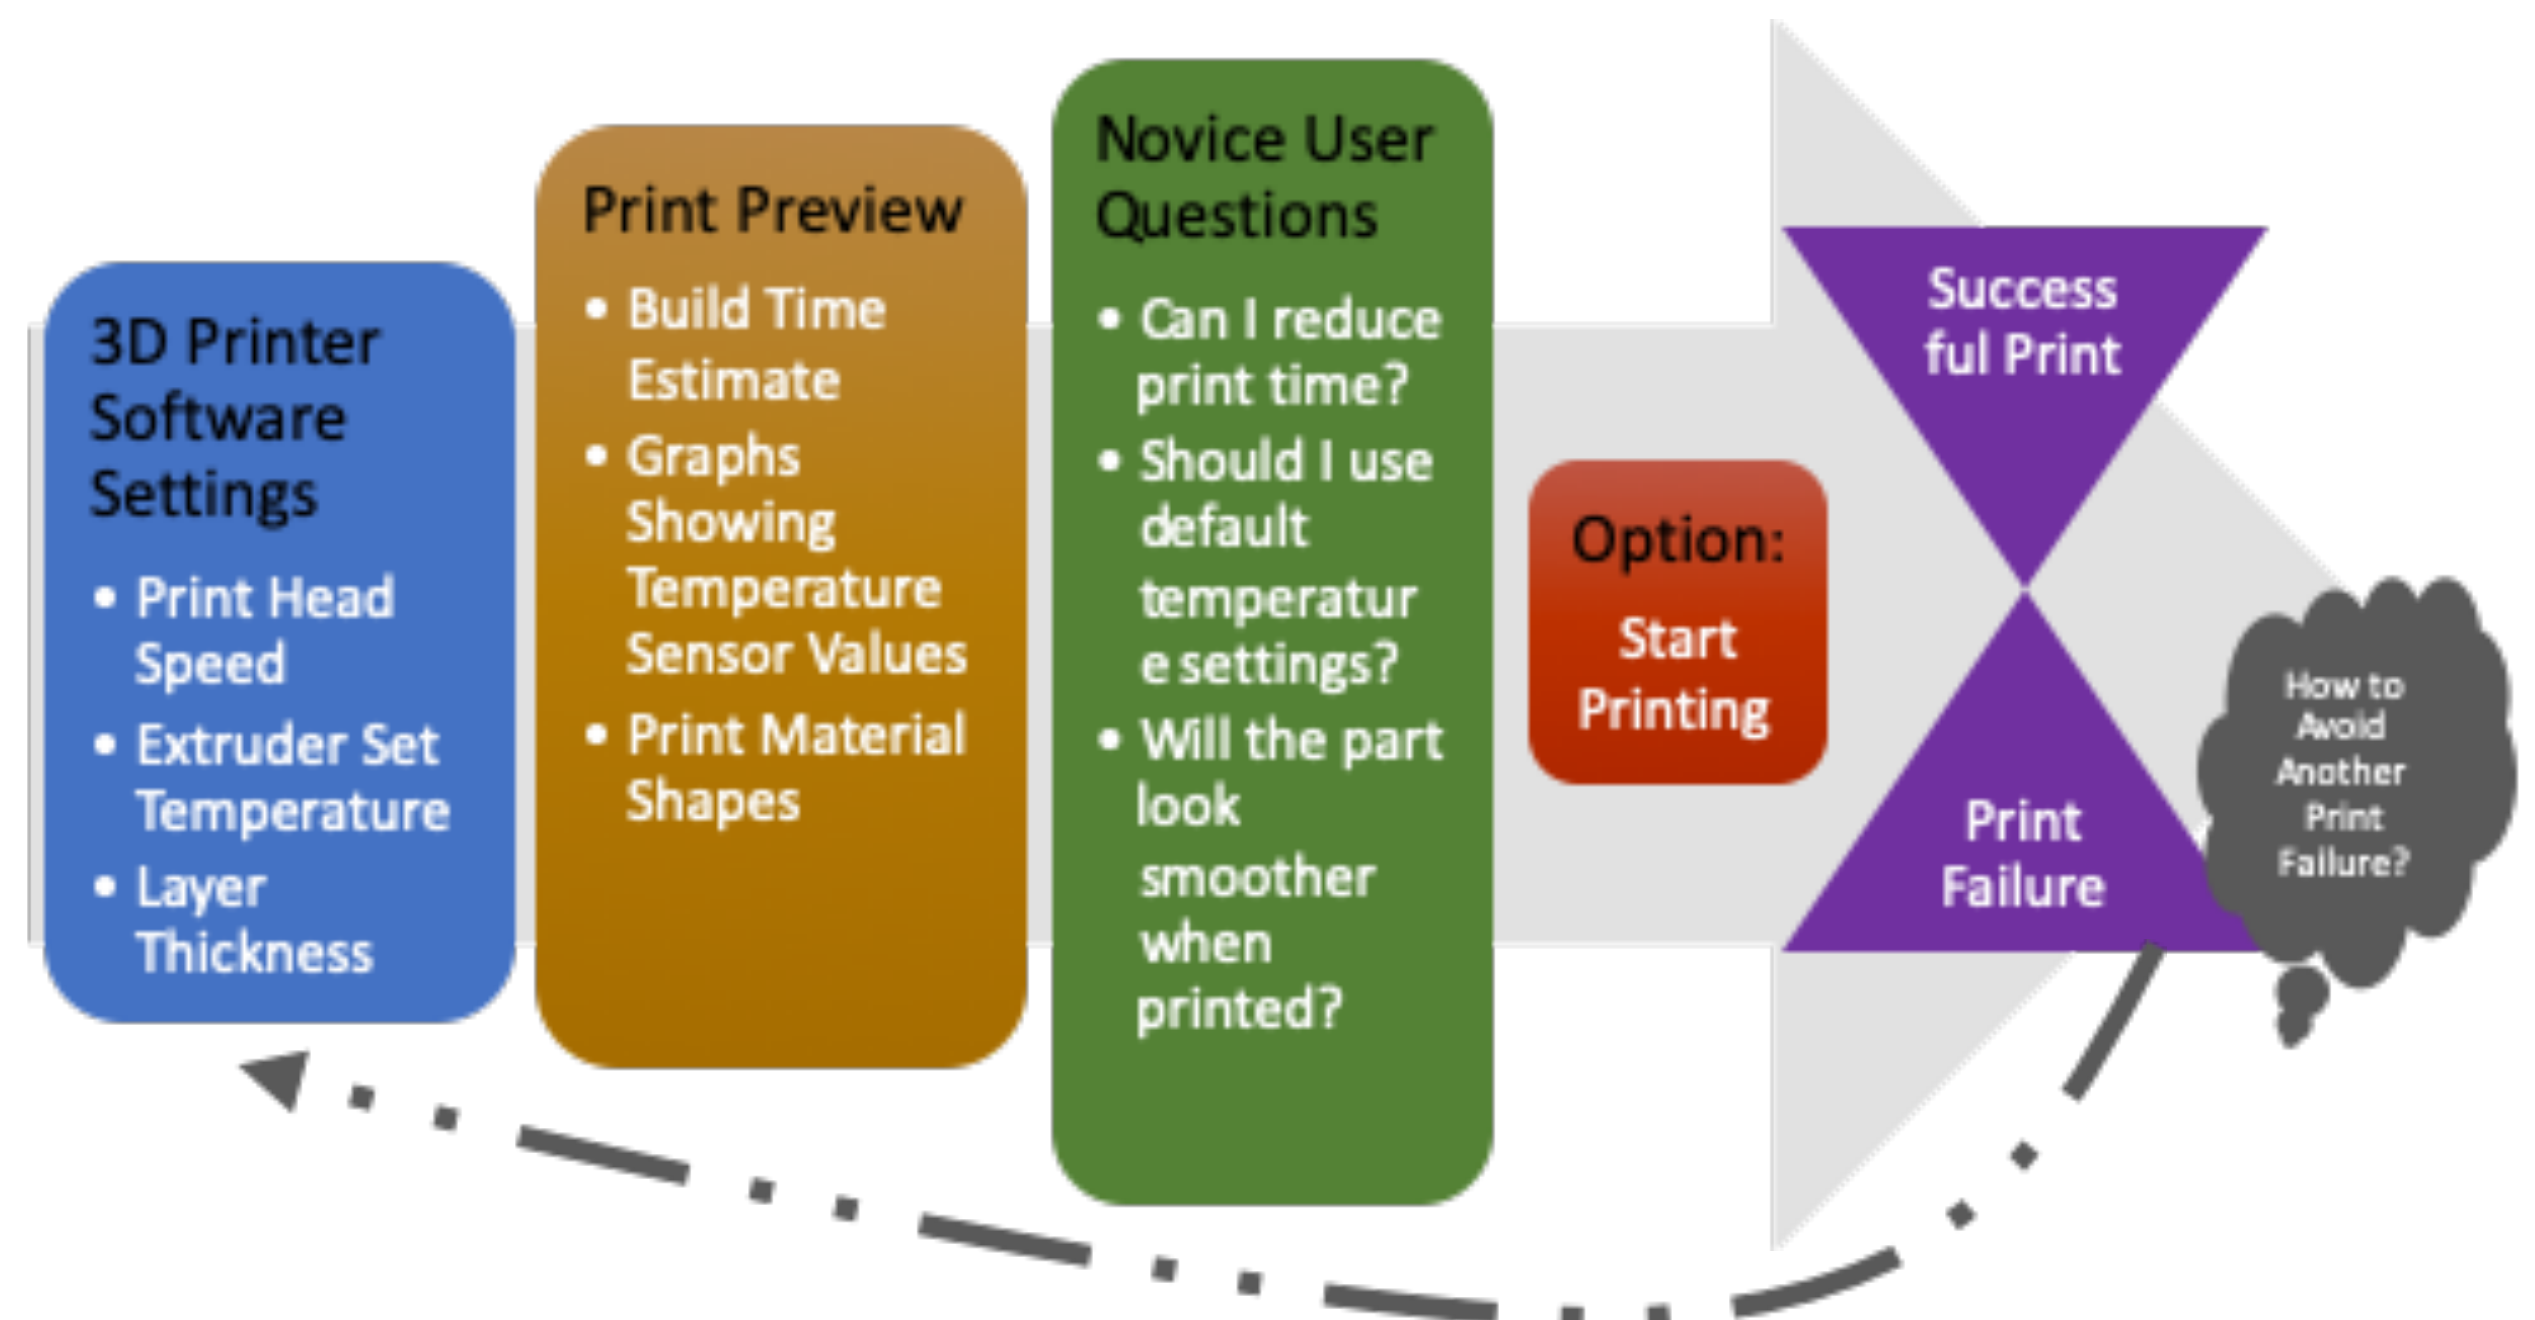 3D Printer
Software
Settings
• Print Head
Speed
• Extruder Set
Temperature
• Layer
Thickness
Print Preview
• Build Time
Estimate
• Graphs
Showing
Temperature
Sensor Values
• Print Material
Shapes
Novice User
Questions
• Can I reduce
print time?
• Should I use
default
temperatur
e settings?
• Will the part
look
smoother
when
printed?
Option:
Start
Printing
Success
ful Print
Print
Failure
How to
Avoid
Another
Print
Failure?